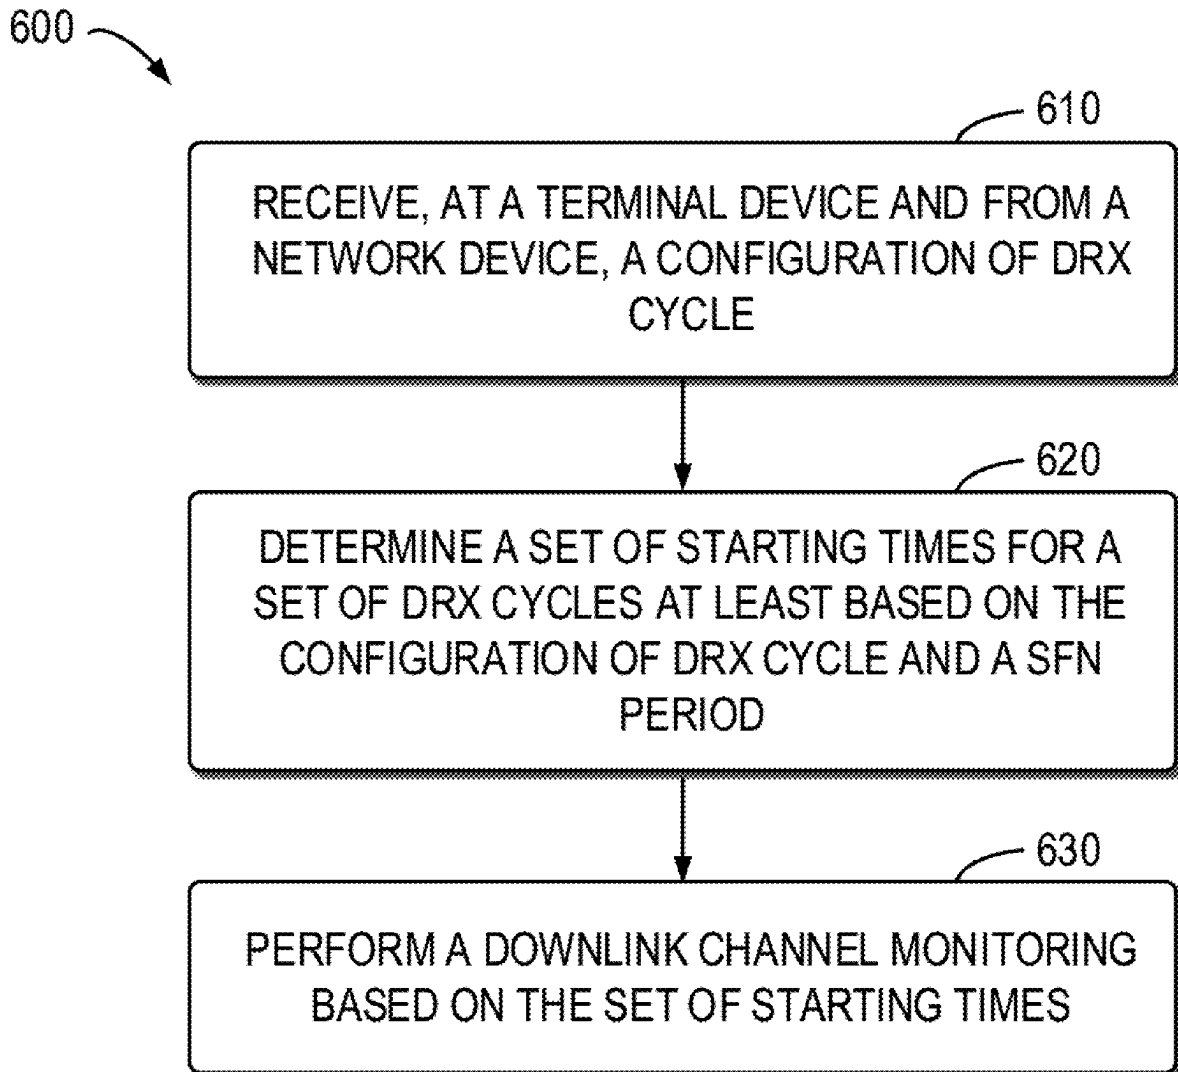 600
610
RECEIVE, AT A TERMINAL DEVICE AND FROM A
NETWORK DEVICE, A CONFIGURATION OF DRX
CYCLE
620
DETERMINE A SET OF STARTING TIMES FOR A
SET OF DRX CYCLES AT LEAST BASED ON THE
CONFIGURATION OF DRX CYCLE AND A SFN
PERIOD
630
PERFORM A DOWNLINK CHANNEL MONITORING
BASED ON THE SET OF STARTING TIMES